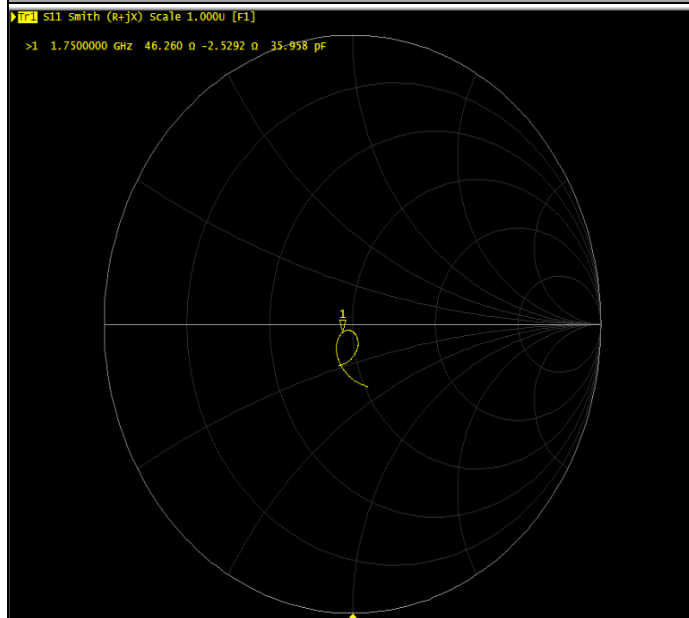 Tr1 S11 Smith (R+jX) Scale 1.000U [F1]
>1 1.7500000 GHz 46.260 Ω -2.5292 Ω 35.958 pF
1